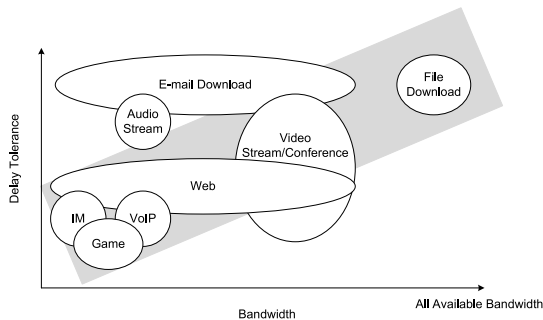 E-mail Download
File
Download
Audio
Stream
Video
Stream/Conference
Web
IM
VoIP
Game
Delay Tolerance
All Available Bandwidth
Bandwidth